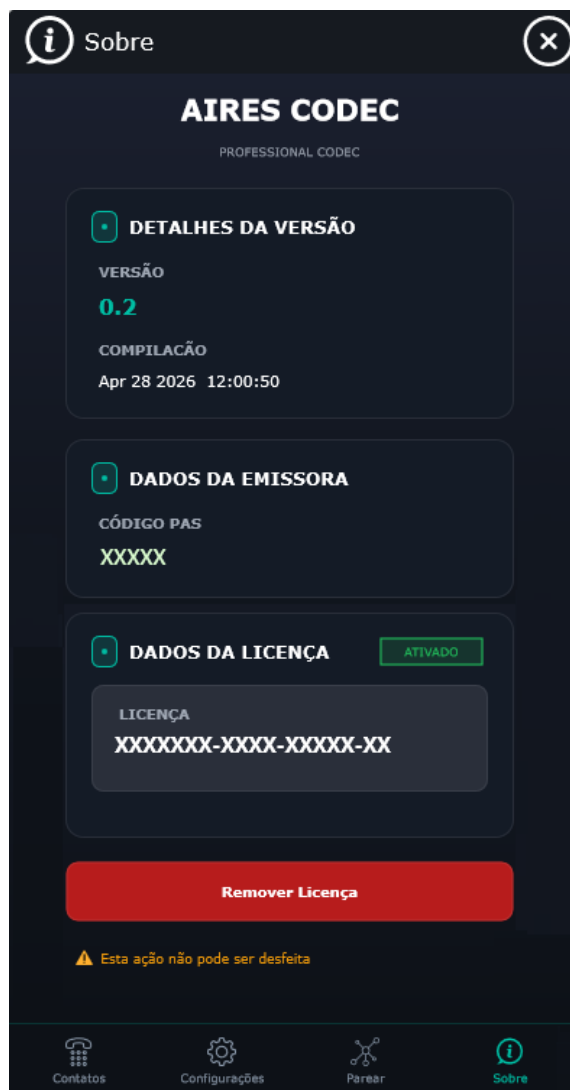 Sobre
AIRES CODEC
PROFESSIONAL CODEC
DETALHES DA VERSÃO
VERSÃO
0.2
COMPILACÃO
Apr 28 2026  12:00:50
DADOS DA EMISSORA
CÓDIGO PAS
XXXXX
DADOS DA LICENÇA
ATIVADO
LICENÇA
XXXXXXX-XXXX-XXXXX-XX
Remover Licença
Esta ação não pode ser desfeita
Contatos
Configurações
Parear
Sobre